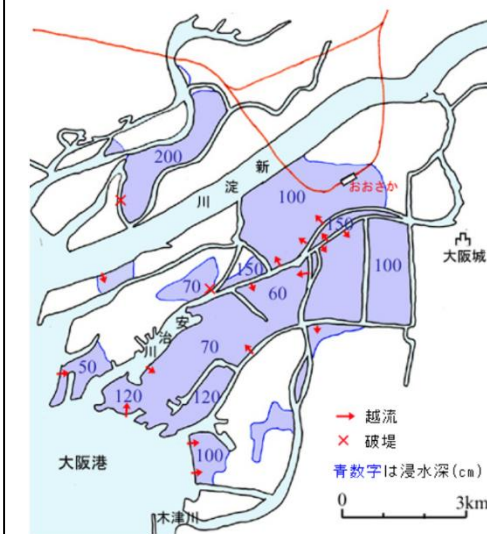 200
新
淀
川
おおさか
100
150
大阪城
150
100
70
60
安
治
川
70
50
120
120
100
大阪港
木津川
→ 越流
× 破堤
青数字は浸水深(cm)
0 3km